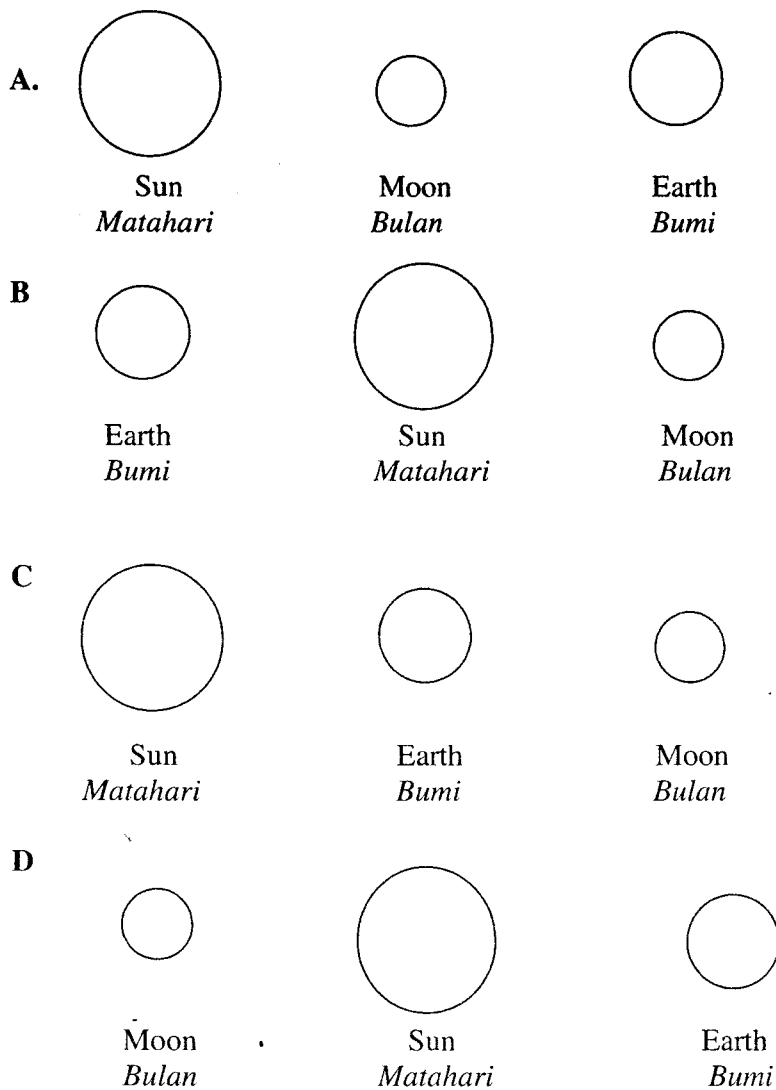 A.
Sun Moon Earth
Matahari Bulan Bumi
B
Earth Sun Moon
Bumi Matahari Bulan
C
Sun Earth Moon
Matahari Bumi Bulan
D
Moon Sun Earth
Bulan Matahari Bumi